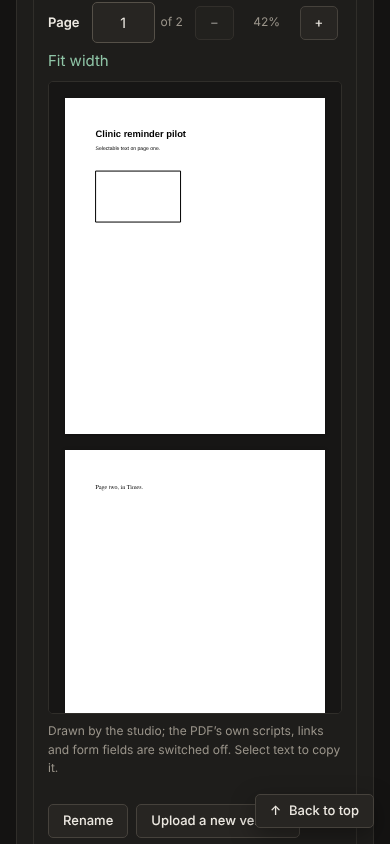 Page 1 of 2 − 42% +
Fit width
Clinic reminder pilot
Selectable text on page one.
Page two, in Times.
Drawn by the studio; the PDF's own scripts, links
and form fields are switched off. Select text to copy
it.
Rename Upload a new ve
↑ Back to top